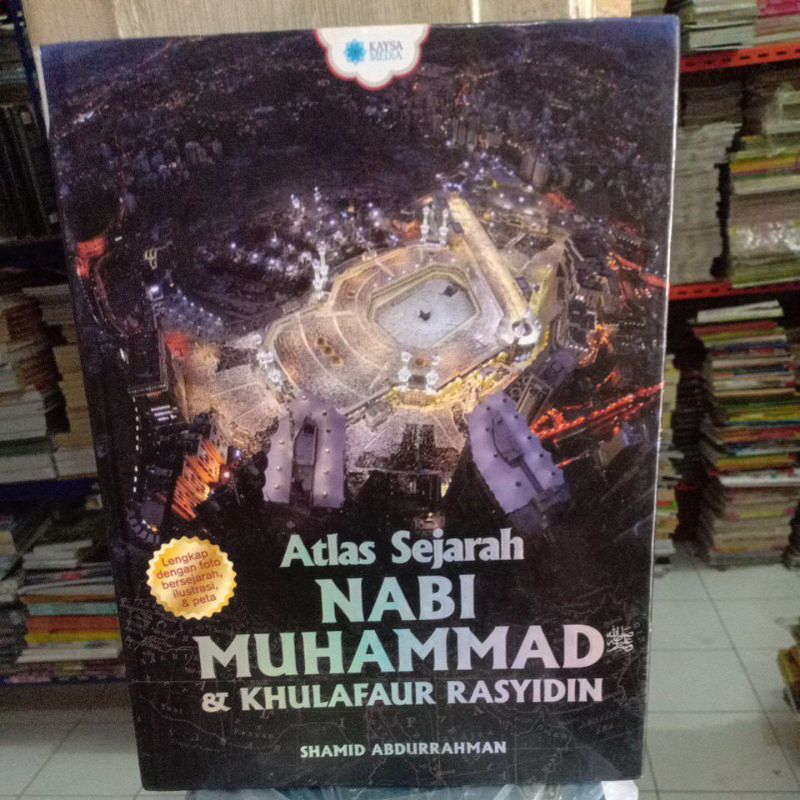 KAYSA
MEDIA
Lengkap
dengan foto
bersejarah,
ilustrasi,
& peta
Atlas Sejarah
NABI
MUHAMMAD
& KHULAFAUR RASYIDIN
SHAMID ABDURRAHMAN